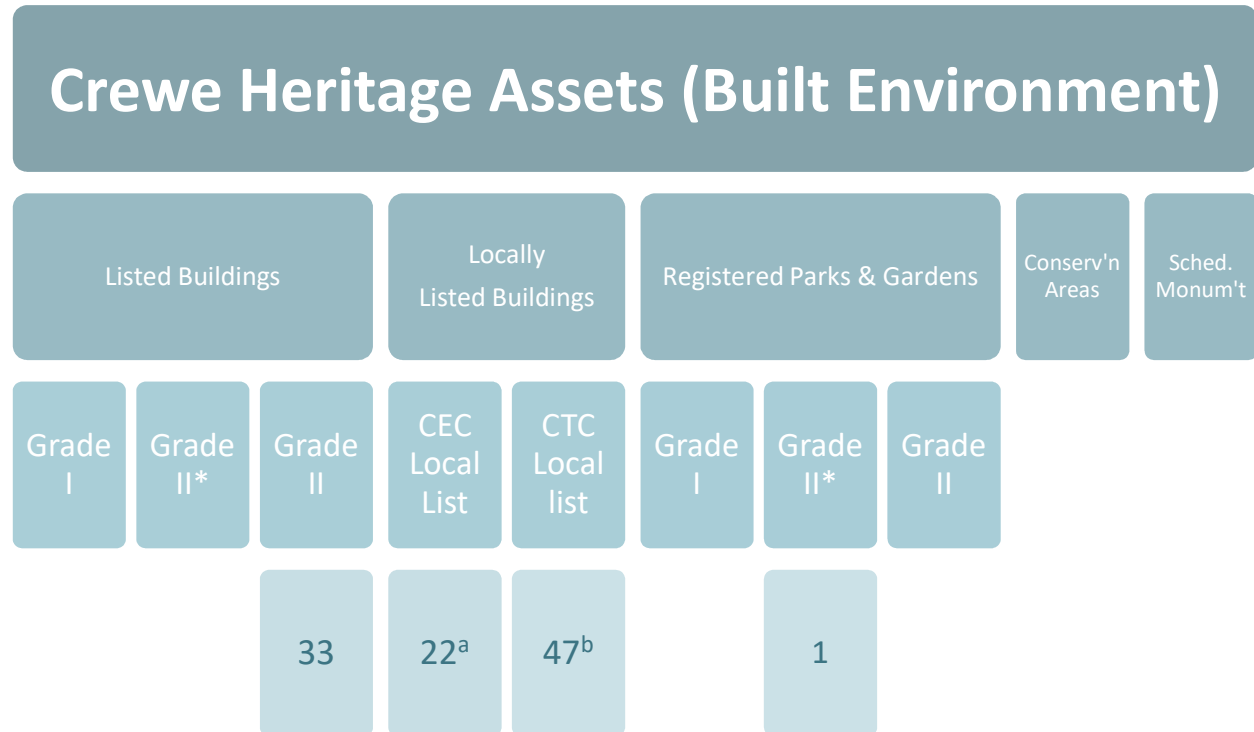 Crewe Heritage Assets (Built Environment)
Listed Buildings
Locally
Listed Buildings
Registered Parks & Gardens
Conserv'n
Areas
Sched.
Monum't
Grade
I
Grade
II*
Grade
II
CEC
Local
List
CTC
Local
list
Grade
I
Grade
II*
Grade
II
33
22ᵃ
47ᵇ
1